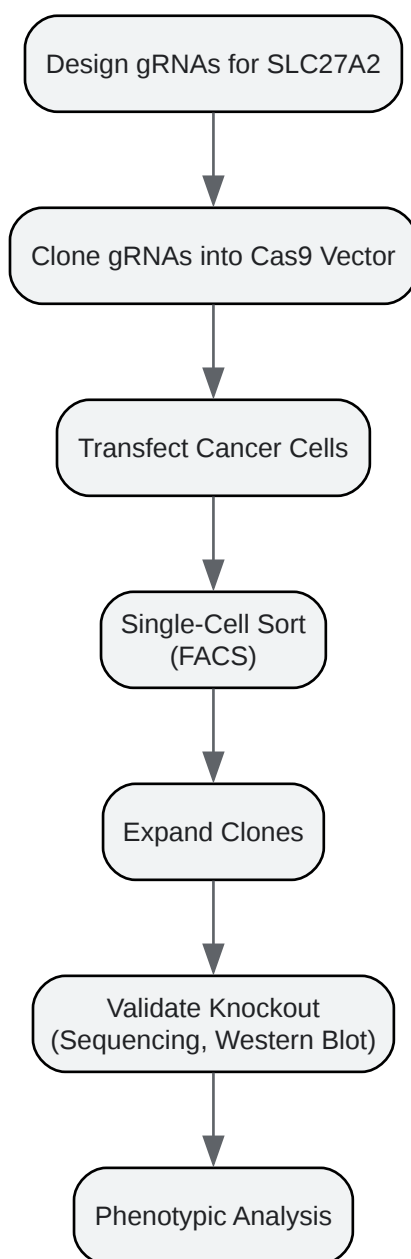 Design gRNAs for SLC27A2
Clone gRNAs into Cas9 Vector
Transfect Cancer Cells
Single-Cell Sort
(FACS)
Expand Clones
Validate Knockout
(Sequencing, Western Blot)
Phenotypic Analysis